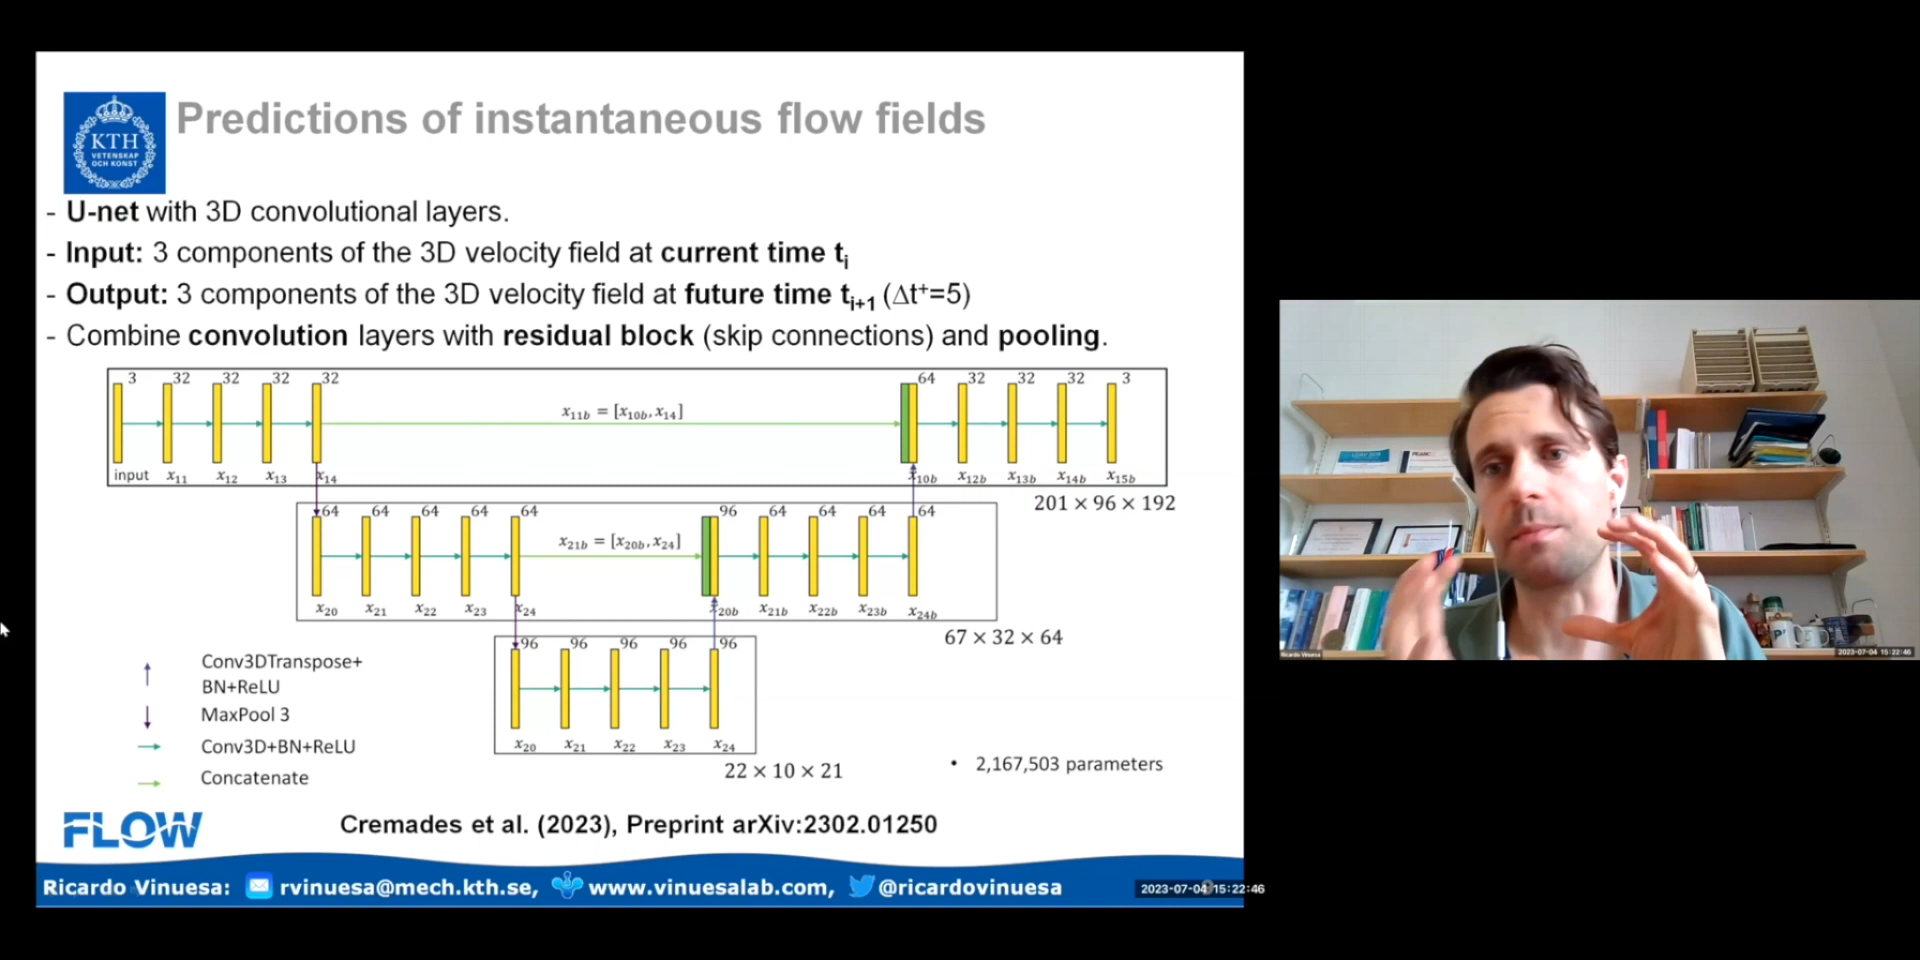 KTH
VETENSKAP
OCH KONST
Predictions of instantaneous flow fields
- U-net with 3D convolutional layers.
- Input: 3 components of the 3D velocity field at current time ti
- Output: 3 components of the 3D velocity field at future time ti+1 (Δt+=5)
- Combine convolution layers with residual block (skip connections) and pooling.
3 32 32 32 32 64 32 32 32 3
x11b = [x10b, x14]
input x11 x12 x13 x14 x10b x12b x13b x14b x15b
201 × 96 × 192
64 64 64 64 64 96 64 64 64 64
x21b = [x20b, x24]
x20 x21 x22 x23 x24 x20b x21b x22b x23b x24b
67 × 32 × 64
96 96 96 96 96
x20 x21 x22 x23 x24
22 × 10 × 21
Conv3DTranspose+
BN+ReLU
MaxPool 3
Conv3D+BN+ReLU
Concatenate
• 2,167,503 parameters
FLOW
Cremades et al. (2023), Preprint arXiv:2302.01250
Ricardo Vinuesa: rvinuesa@mech.kth.se, www.vinuesalab.com, @ricardovinuesa
2023-07-04 15:22:46
Ricardo Vinuesa
2023-07-04 15:22:46